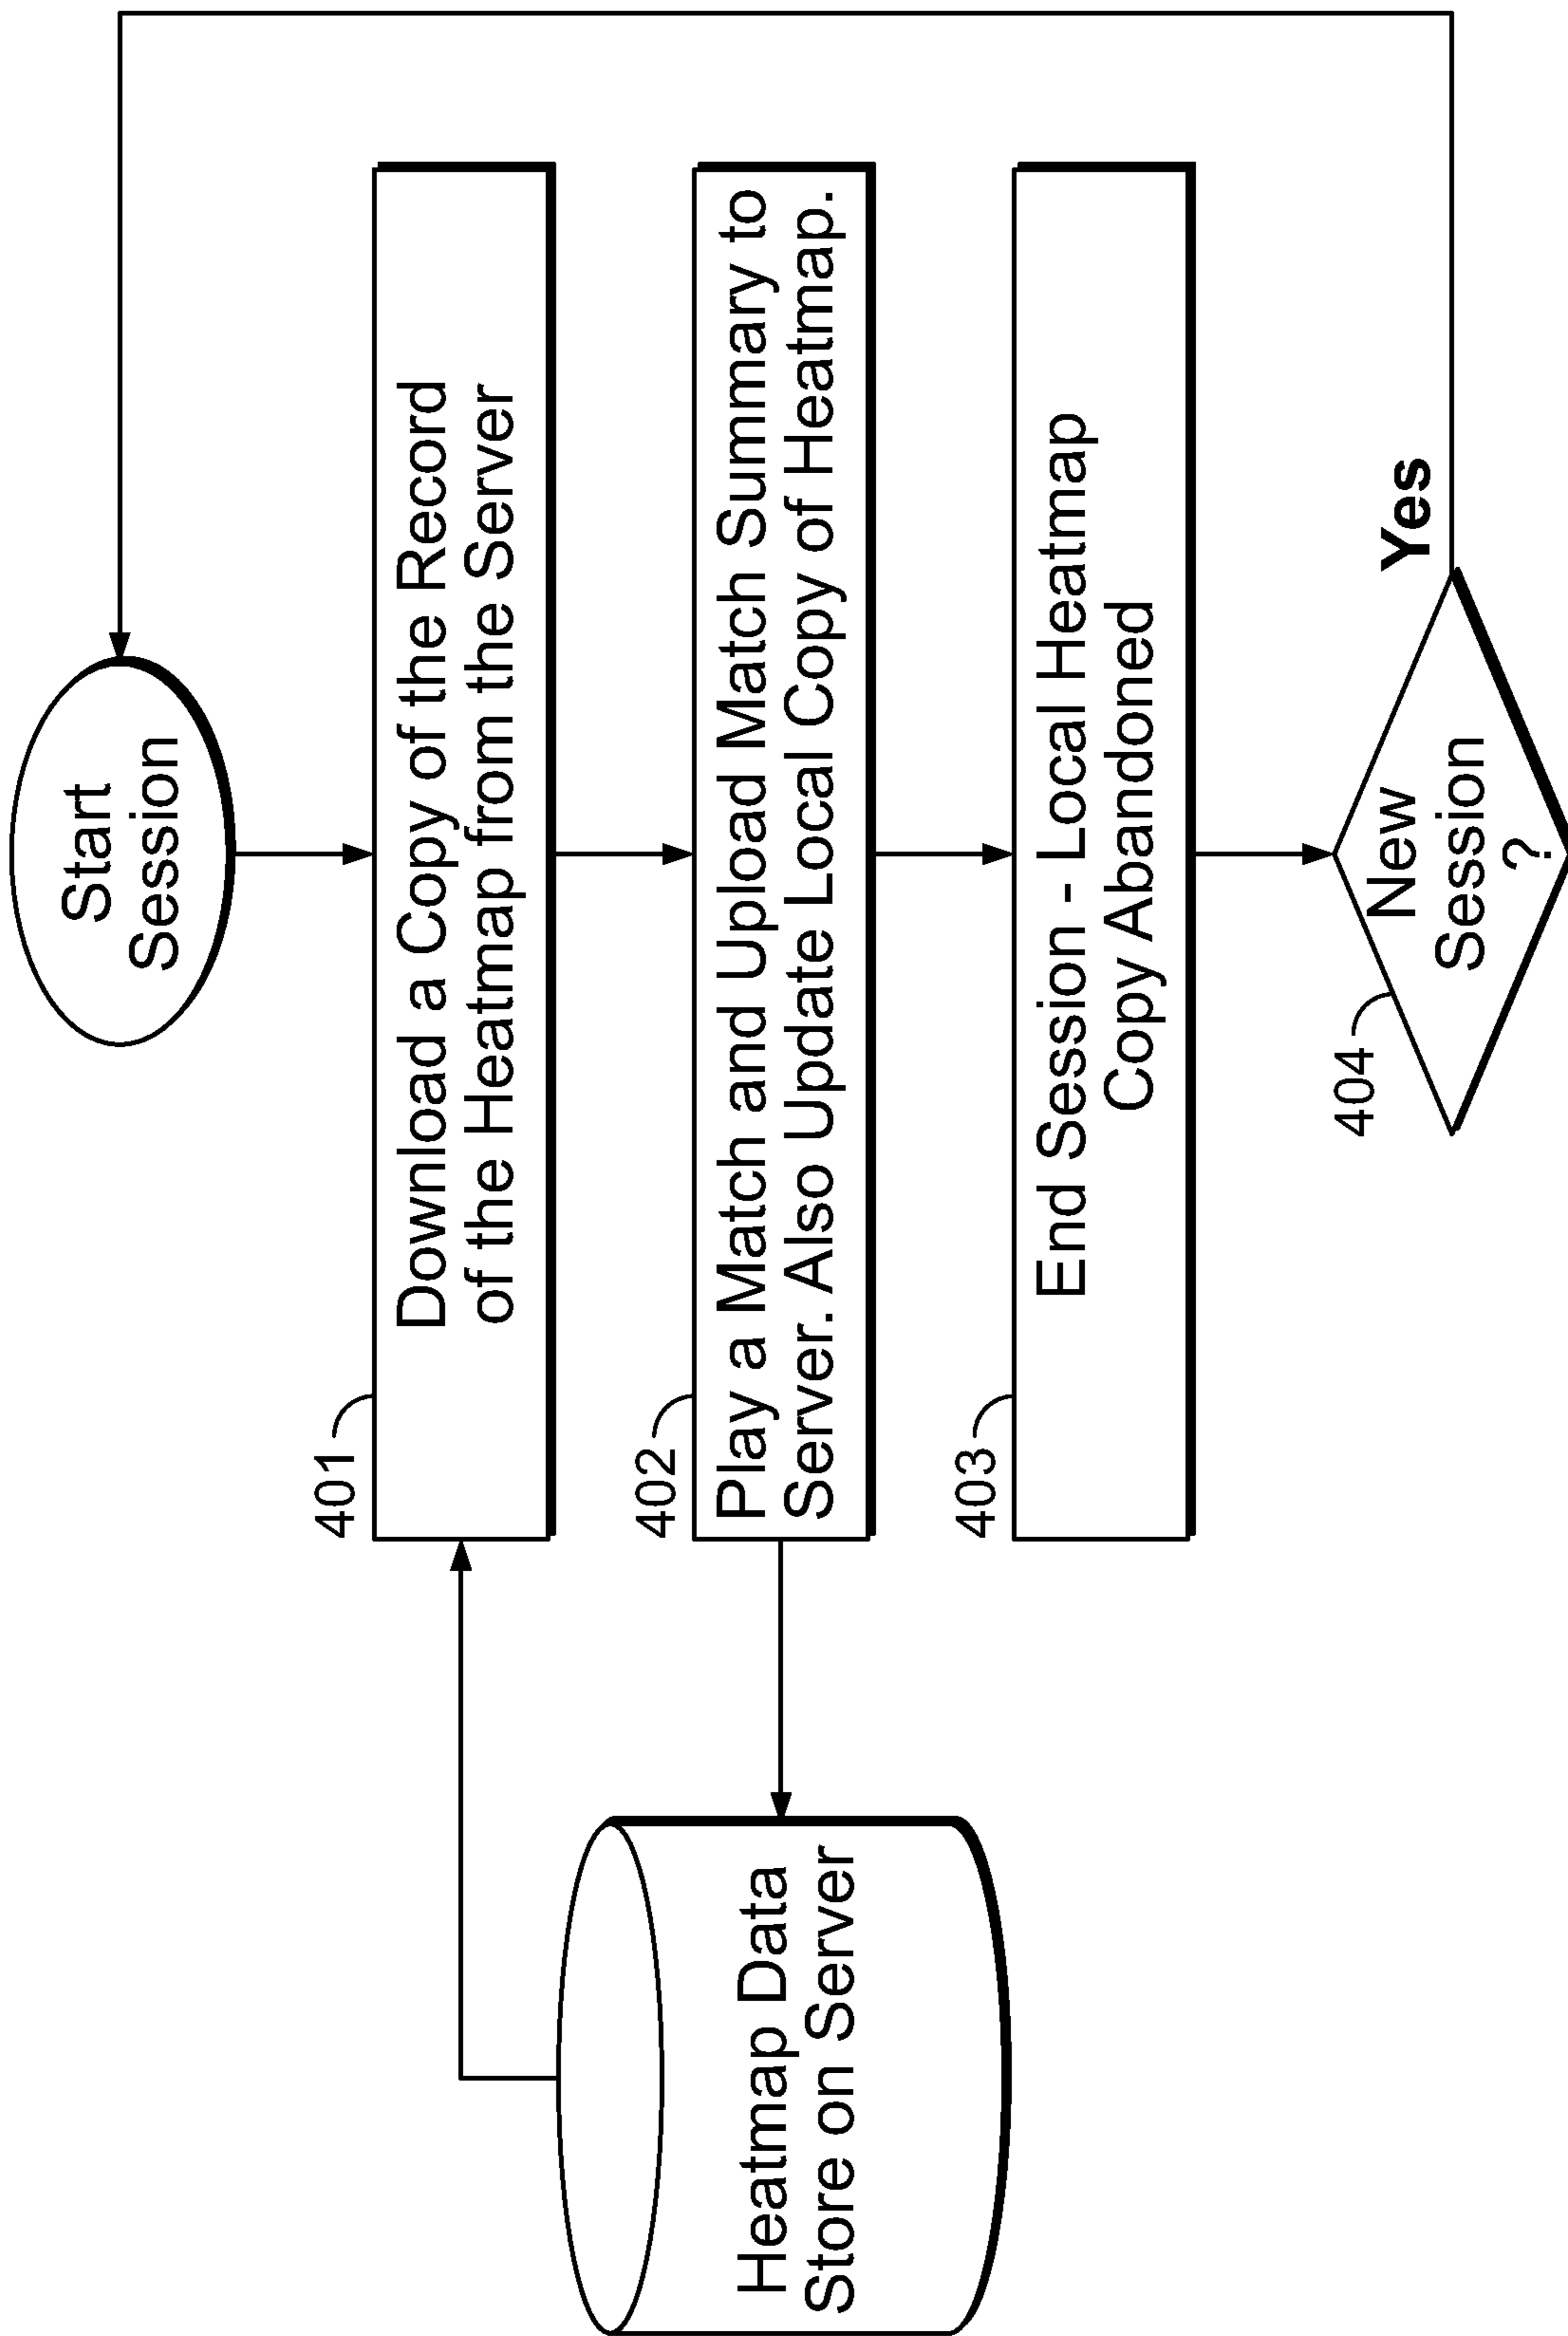 Start
Session
401
Download a Copy of the Record
of the Heatmap from the Server
402
Play a Match and Upload Match Summary to
Server. Also Update Local Copy of Heatmap.
Heatmap Data
Store on Server
403
End Session - Local Heatmap
Copy Abandoned
404
New
Session
?
Yes